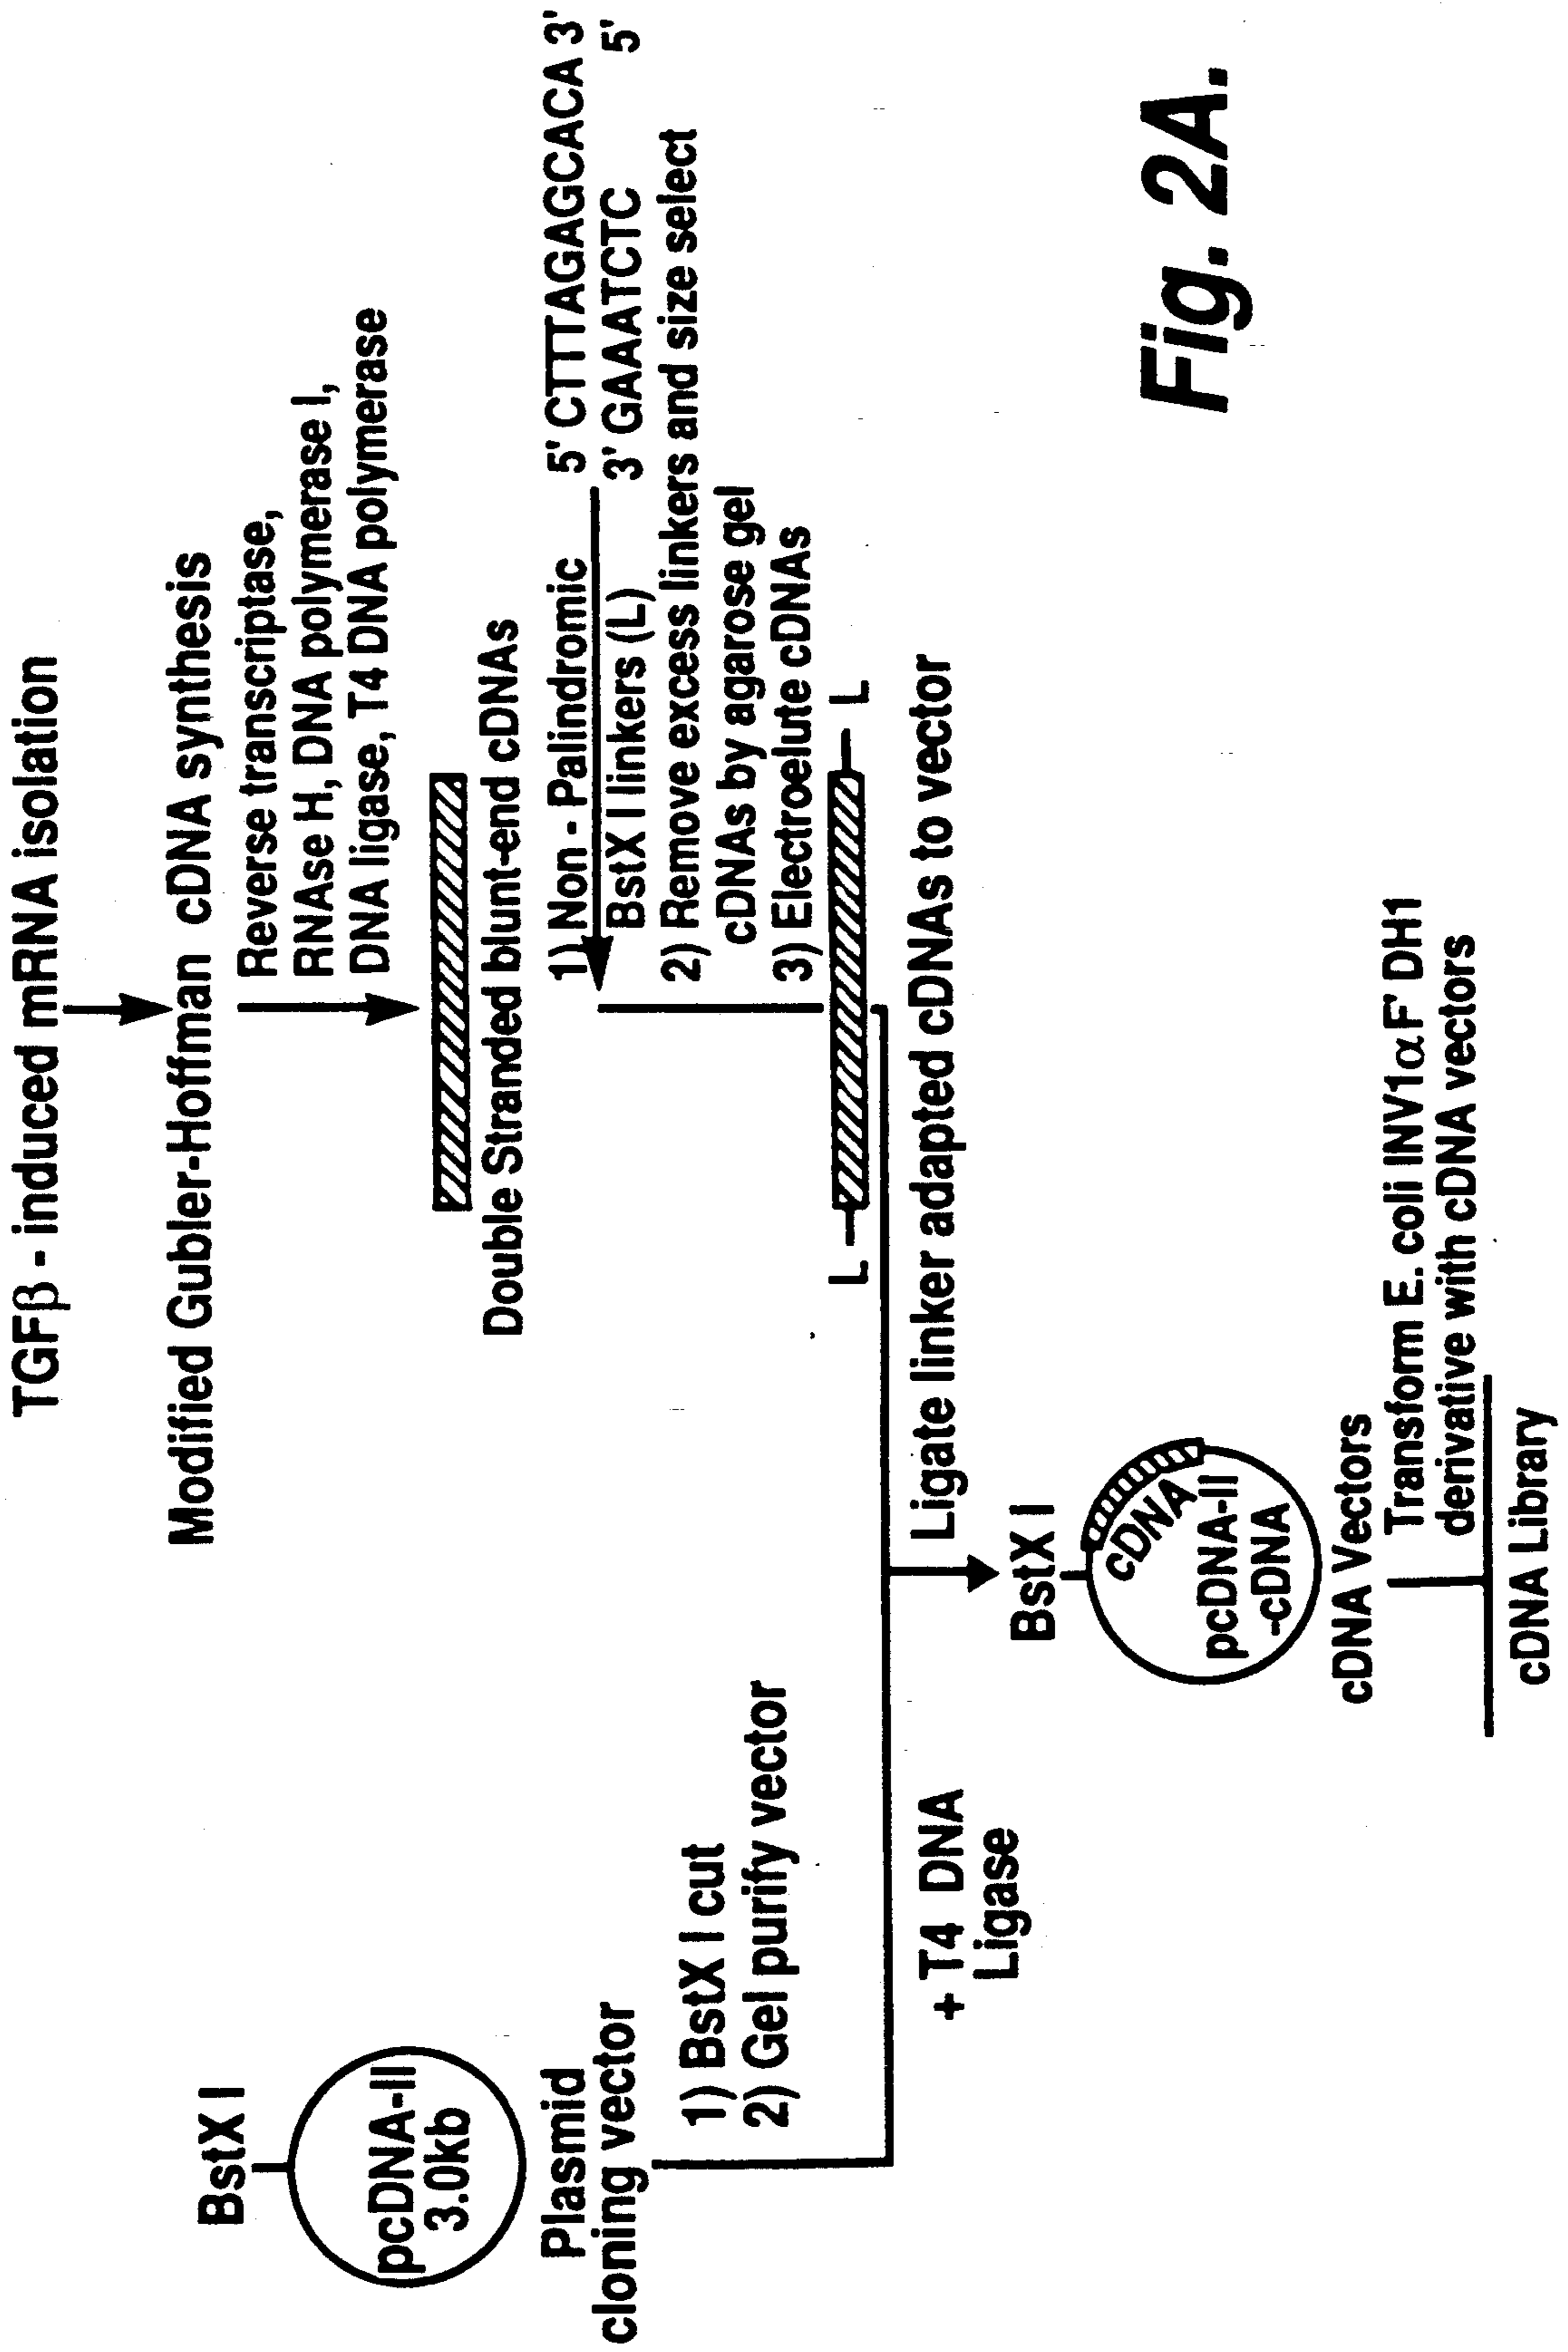 TGFβ - induced mRNA isolation
Modified Gubler-Hoffman cDNA synthesis
Reverse transcriptase,
RNAse H, DNA polymerase I,
DNA ligase, T4 DNA polymerase
Double Stranded blunt-end cDNAs
1) Non - Palindromic
BstX I linkers (L)
5' CTTTAGAGCACA 3'
3' GAAATCTC 5'
2) Remove excess linkers and size select
cDNAs by agarose gel
3) Electroelute cDNAs
L
L
BstX I
pcDNA-II
3.0kb
Plasmid
cloning vector
1) BstX I cut
2) Gel purify vector
+ T4 DNA
Ligase
Ligate linker adapted cDNAs to vector
BstX I
cDNA
pcDNA-II
-cDNA
cDNA Vectors
Transform E. coli INV1αF' DH1
derivative with cDNA vectors
cDNA Library
Fig. 2A.